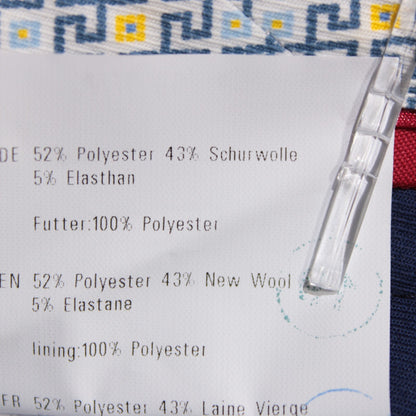 DE 52% Polyester 43% Schurwolle
5% Elasthan
Futter:100% Polyester
EN 52% Polyester 43% New Wool
5% Elastane
lining:100% Polyester
FR 52% Polyester 43% Laine Vierge